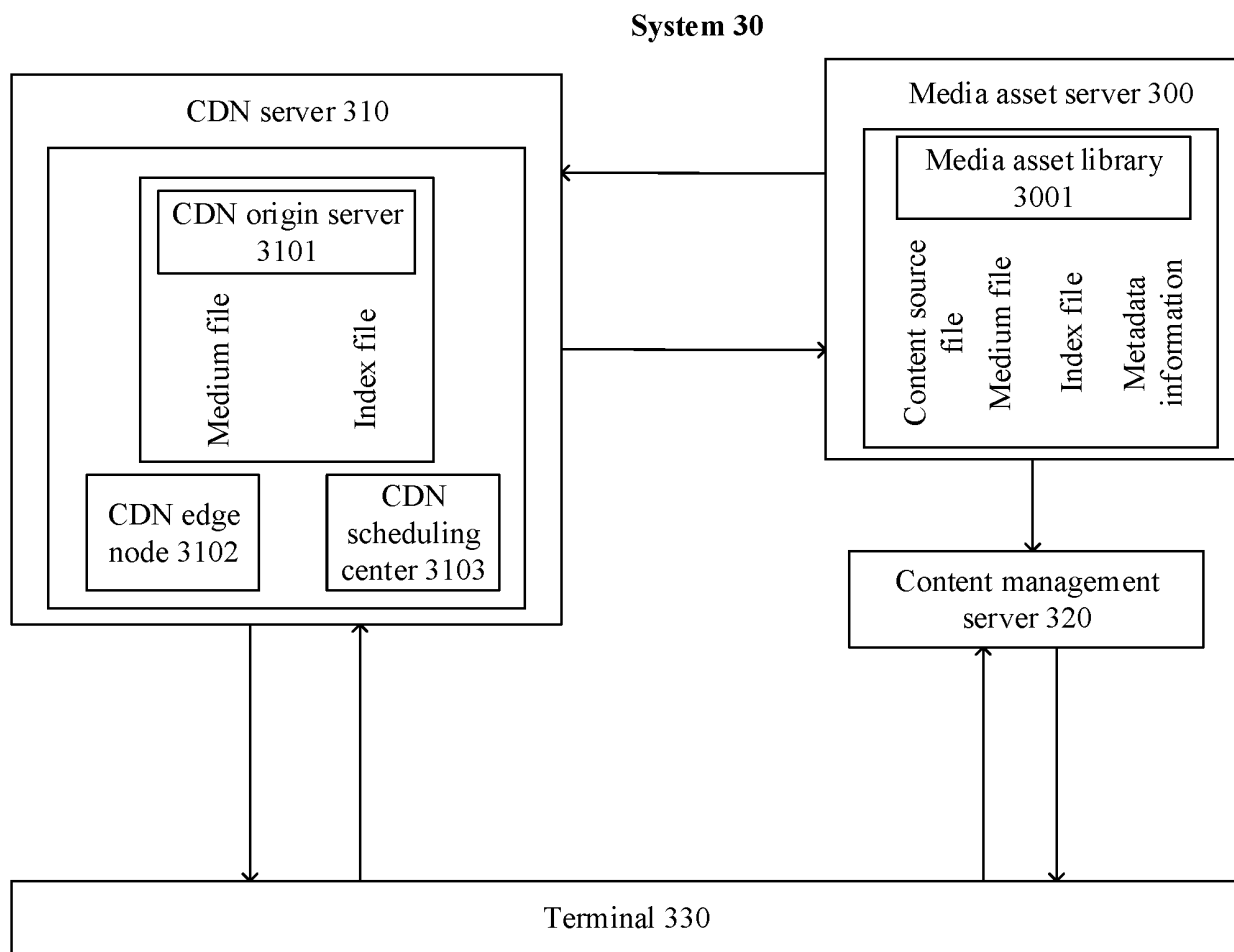 System 30
CDN server 310
CDN origin server
3101
Medium file
Index file
CDN edge
node 3102
CDN
scheduling
center 3103
Media asset server 300
Media asset library
3001
Content source
file
Medium file
Index file
Metadata
information
Content management
server 320
Terminal 330